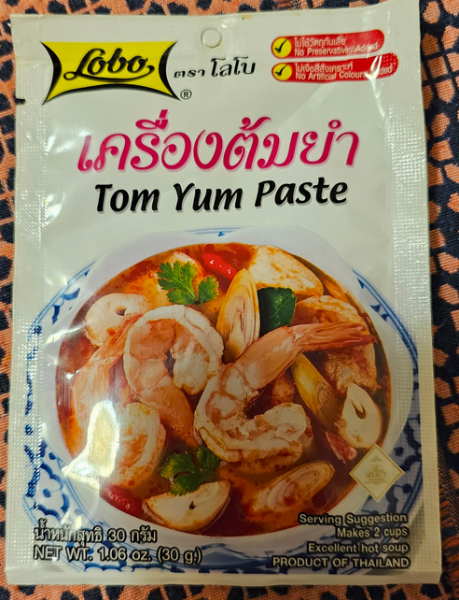 Lobo
ตราโลโบ
®
ไม่ใช้วัตถุกันเสีย
No Preservatives Added
ไม่เจือสีสังเคราะห์
No Artificial Colour Added
เครื่องต้มยำ
Tom Yum Paste
น้ำหนักสุทธิ 30 กรัม
NET WT. 1.06 oz. (30 g.)
Serving Suggestion
Makes 2 cups
Excellent hot soup
PRODUCT OF THAILAND